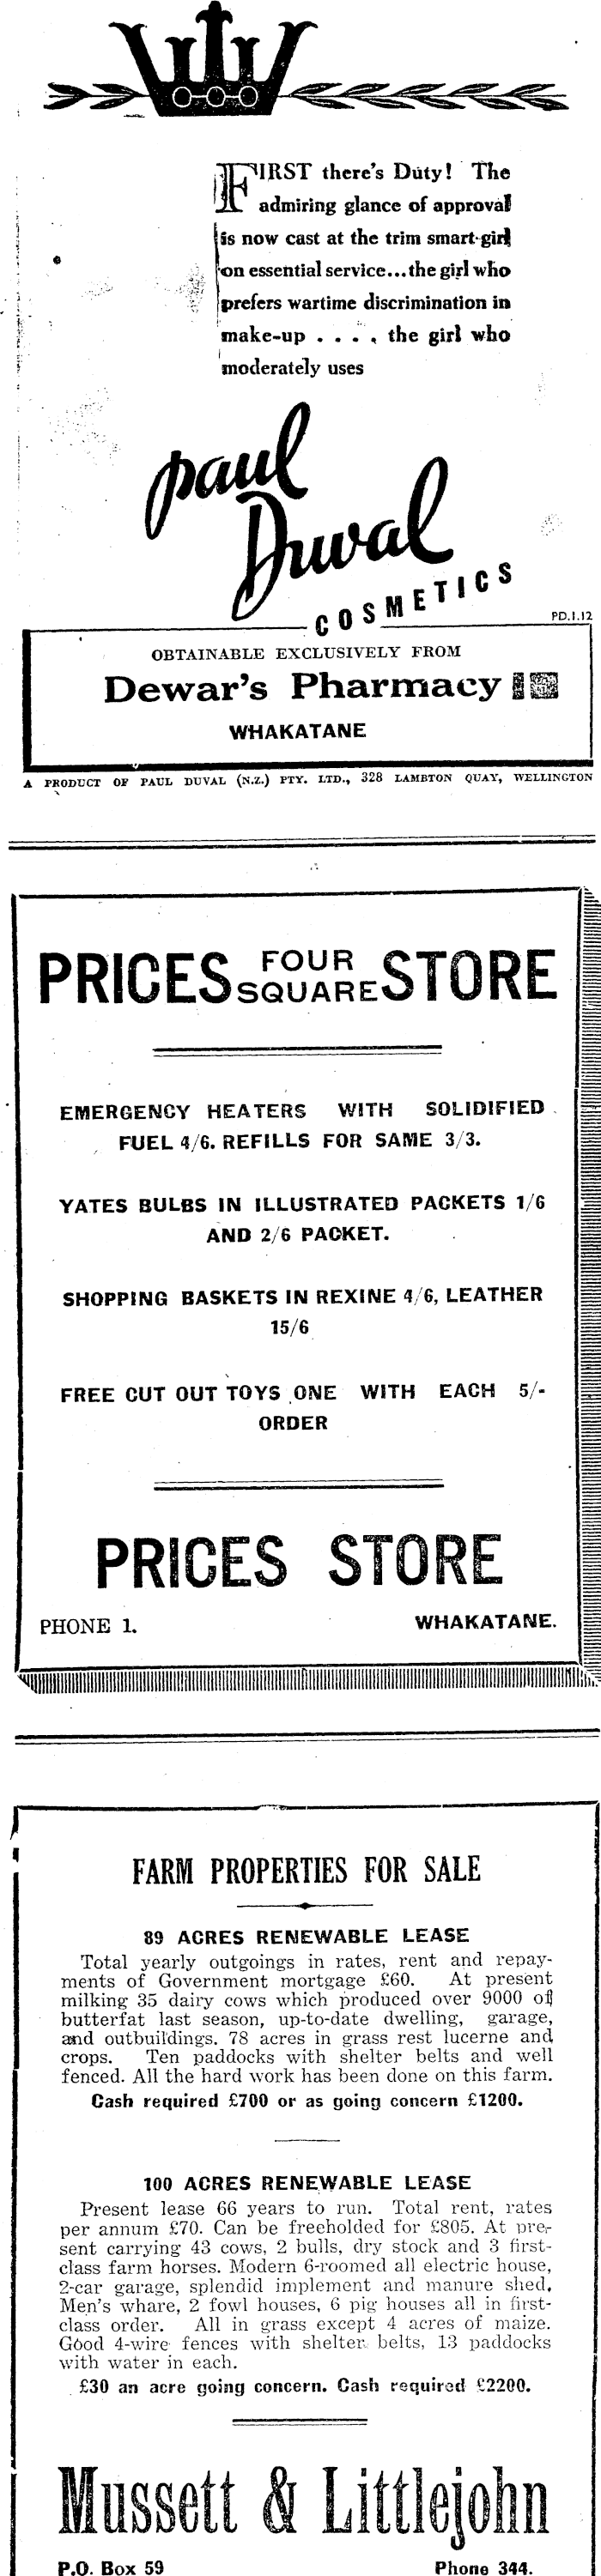 FIRST there's Duty! The
admiring glance of approval
is now cast at the trim smart girl
on essential service...the girl who
prefers wartime discrimination in
make-up . . . . the girl who
moderately uses
paul
Duval
COSMETICS
PD.1.12
OBTAINABLE EXCLUSIVELY FROM
Dewar's Pharmacy
WHAKATANE
A PRODUCT OF PAUL DUVAL (N.Z.) PTY. LTD., 328 LAMBTON QUAY, WELLINGTON
PRICES FOUR SQUARE STORE
EMERGENCY HEATERS WITH SOLIDIFIED
FUEL 4/6. REFILLS FOR SAME 3/3.
YATES BULBS IN ILLUSTRATED PACKETS 1/6
AND 2/6 PACKET.
SHOPPING BASKETS IN REXINE 4/6, LEATHER
15/6
FREE CUT OUT TOYS ONE WITH EACH 5/-
ORDER
PRICES STORE
PHONE 1. WHAKATANE.
FARM PROPERTIES FOR SALE
89 ACRES RENEWABLE LEASE
Total yearly outgoings in rates, rent and repay-
ments of Government mortgage £60. At present
milking 35 dairy cows which produced over 9000 of
butterfat last season, up-to-date dwelling, garage,
and outbuildings. 78 acres in grass rest lucerne and
crops. Ten paddocks with shelter belts and well
fenced. All the hard work has been done on this farm.
Cash required £700 or as going concern £1200.
100 ACRES RENEWABLE LEASE
Present lease 66 years to run. Total rent, rates
per annum £70. Can be freeholded for £805. At pre-
sent carrying 43 cows, 2 bulls, dry stock and 3 first-
class farm horses. Modern 6-roomed all electric house,
2-car garage, splendid implement and manure shed.
Men's whare, 2 fowl houses, 6 pig houses all in first-
class order. All in grass except 4 acres of maize.
Good 4-wire fences with shelter belts, 13 paddocks
with water in each.
£30 an acre going concern. Cash required £2200.
Mussett & Littlejohn
P.O. Box 59 Phone 344.